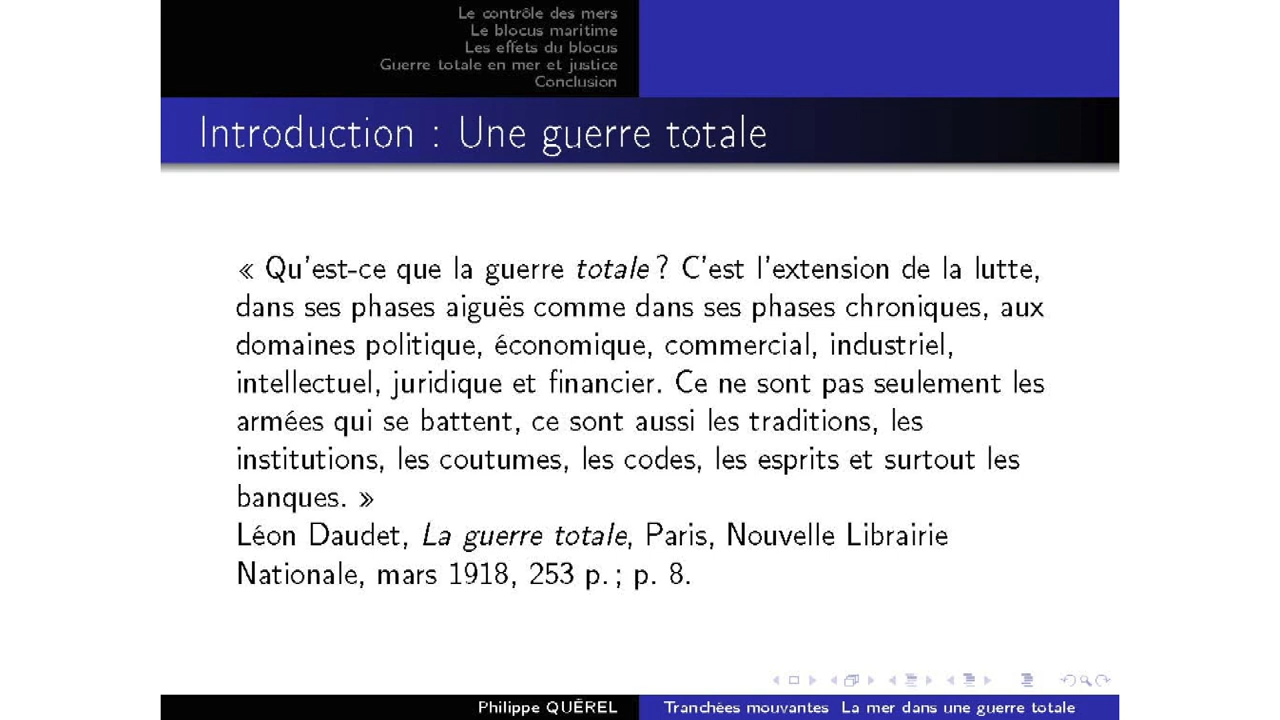 Le contrôle des mers
Le blocus maritime
Les effets du blocus
Guerre totale en mer et justice
Conclusion
Introduction : Une guerre totale
« Qu'est-ce que la guerre totale ? C'est l'extension de la lutte,
dans ses phases aiguës comme dans ses phases chroniques, aux
domaines politique, économique, commercial, industriel,
intellectuel, juridique et financier. Ce ne sont pas seulement les
armées qui se battent, ce sont aussi les traditions, les
institutions, les coutumes, les codes, les esprits et surtout les
banques. »
Léon Daudet, La guerre totale, Paris, Nouvelle Librairie
Nationale, mars 1918, 253 p. ; p. 8.
Philippe QUÉREL
Tranchées mouvantes La mer dans une guerre totale